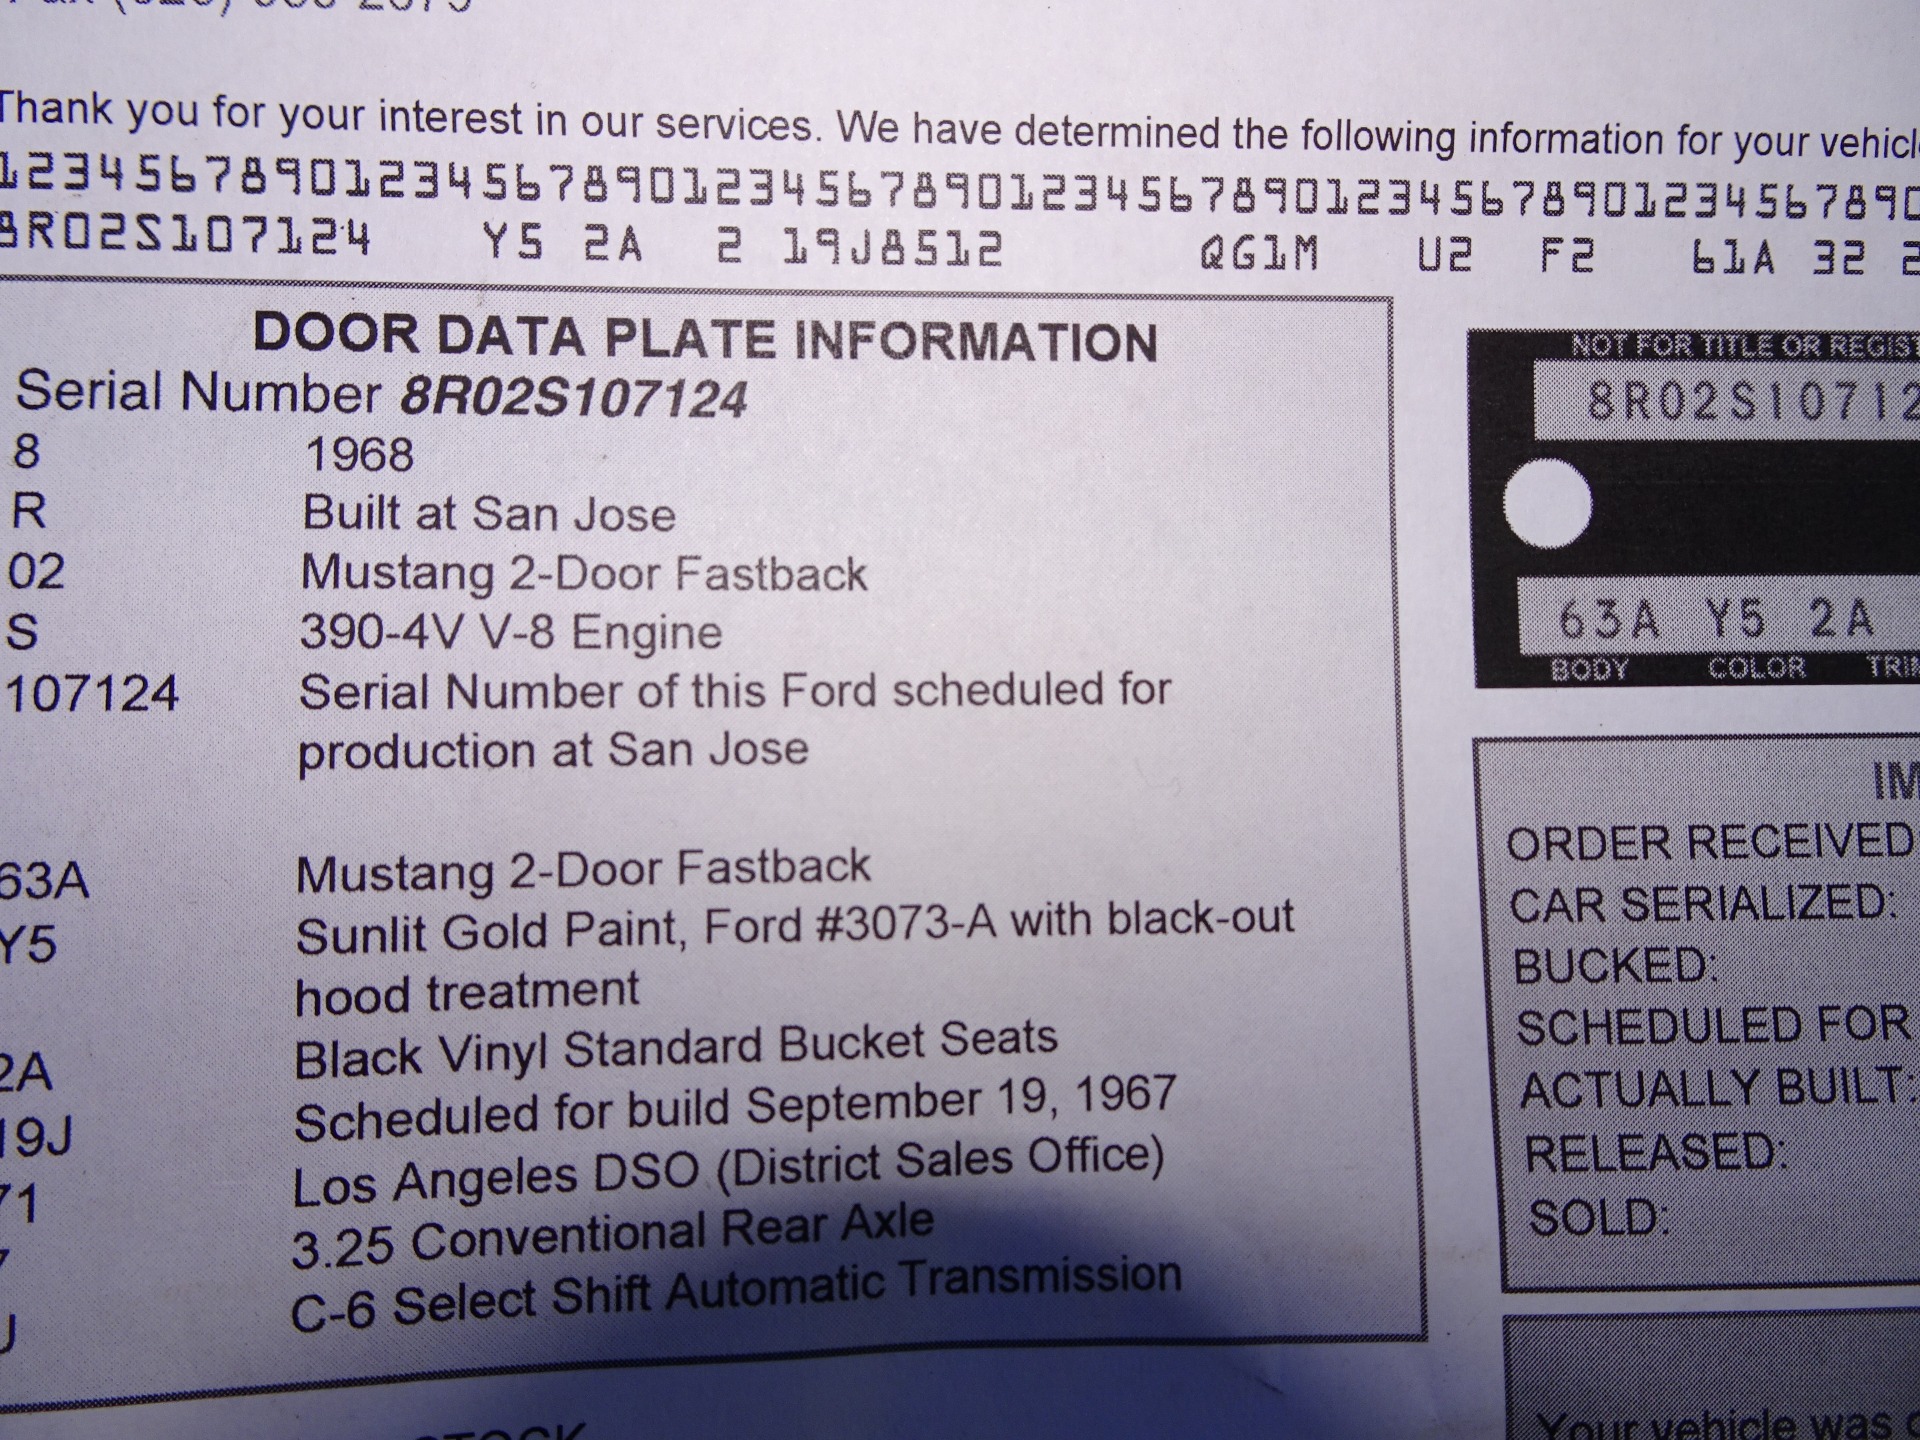 Thank you for your interest in our services. We have determined the following information for your
12345678901234567890123456789012345678901234567890123456789
8R02S107124 Y5 2A 2 19J8512 QG1M U2 F2 61A 32
DOOR DATA PLATE INFORMATION
Serial Number 8R02S107124
8 1968
R Built at San Jose
02 Mustang 2-Door Fastback
S 390-4V V-8 Engine
107124 Serial Number of this Ford scheduled for
production at San Jose
63A Mustang 2-Door Fastback
Y5 Sunlit Gold Paint, Ford #3073-A with black-out
hood treatment
2A Black Vinyl Standard Bucket Seats
19J Scheduled for build September 19, 1967
71 Los Angeles DSO (District Sales Office)
3.25 Conventional Rear Axle
C-6 Select Shift Automatic Transmission
NOT FOR TITLE OR
8R02S10712
63A Y5 2A
BODY COLOR
ORDER RECEIVED
CAR SERIALIZED:
BUCKED:
SCHEDULED FOR
ACTUALLY BUILT:
RELEASED:
SOLD:
Your vehicle was